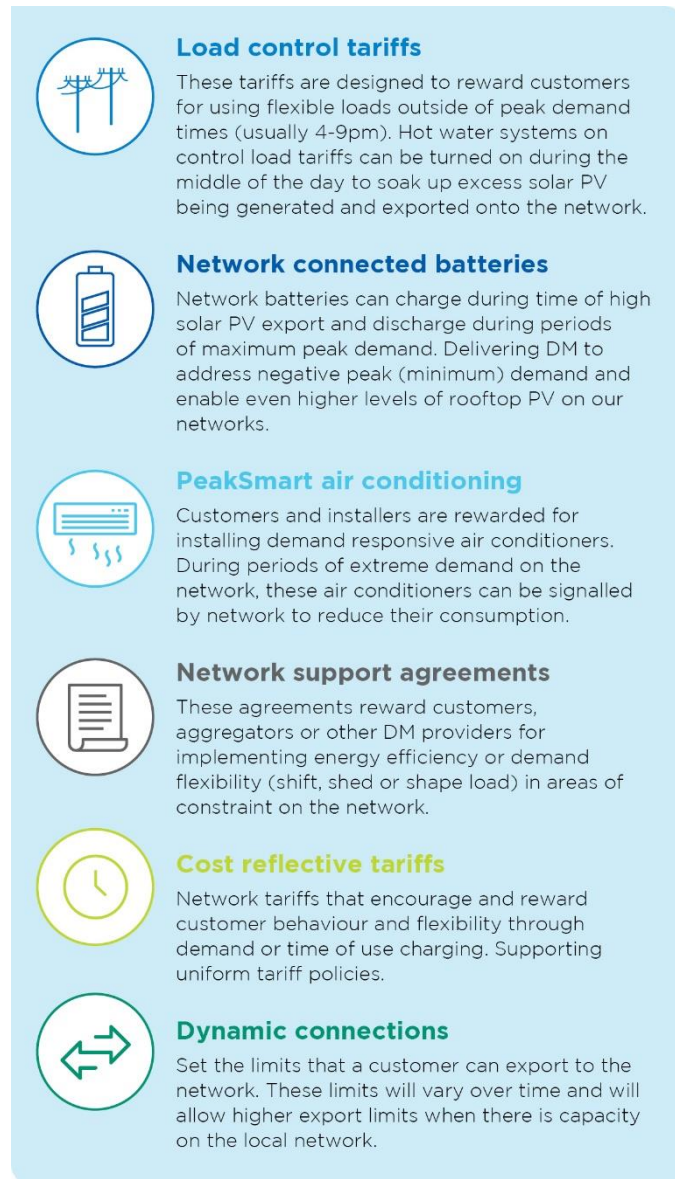 Load control tariffs
These tariffs are designed to reward customers
for using flexible loads outside of peak demand
times (usually 4-9pm). Hot water systems on
control load tariffs can be turned on during the
middle of the day to soak up excess solar PV
being generated and exported onto the network.
Network connected batteries
Network batteries can charge during time of high
solar PV export and discharge during periods
of maximum peak demand. Delivering DM to
address negative peak (minimum) demand and
enable even higher levels of rooftop PV on our
networks.
PeakSmart air conditioning
Customers and installers are rewarded for
installing demand responsive air conditioners.
During periods of extreme demand on the
network, these air conditioners can be signalled
by network to reduce their consumption.
Network support agreements
These agreements reward customers,
aggregators or other DM providers for
implementing energy efficiency or demand
flexibility (shift, shed or shape load) in areas of
constraint on the network.
Cost reflective tariffs
Network tariffs that encourage and reward
customer behaviour and flexibility through
demand or time of use charging. Supporting
uniform tariff policies.
Dynamic connections
Set the limits that a customer can export to the
network. These limits will vary over time and will
allow higher export limits when there is capacity
on the local network.